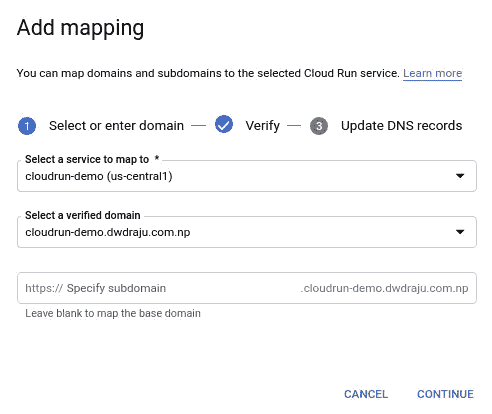 Add mapping
You can map domains and subdomains to the selected Cloud Run service. Learn more
1 Select or enter domain — Verify — 3 Update DNS records
Select a service to map to *
cloudrun-demo (us-central1)
Select a verified domain
cloudrun-demo.dwdraju.com.np
https:// Specify subdomain .cloudrun-demo.dwdraju.com.np
Leave blank to map the base domain
CANCEL CONTINUE